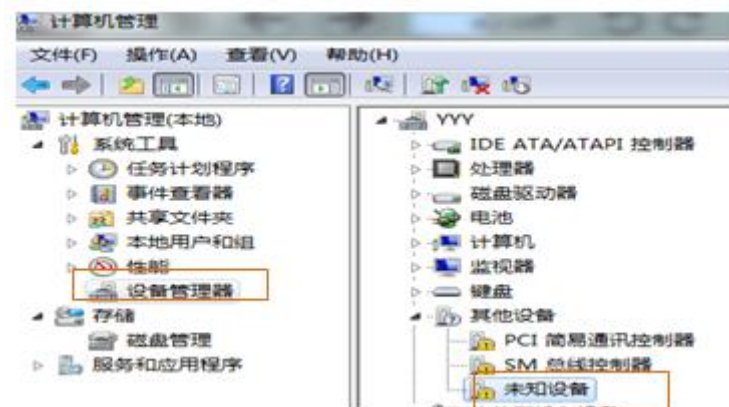 计算机管理
文件(F) 操作(A) 查看(V) 帮助(H)
计算机管理(本地)
系统工具
任务计划程序
事件查看器
共享文件夹
本地用户和组
性能
设备管理器
存储
磁盘管理
服务和应用程序
YYY
IDE ATA/ATAPI 控制器
处理器
磁盘驱动器
电池
计算机
监视器
键盘
其他设备
PCI 简易通讯控制器
SM 总线控制器
未知设备